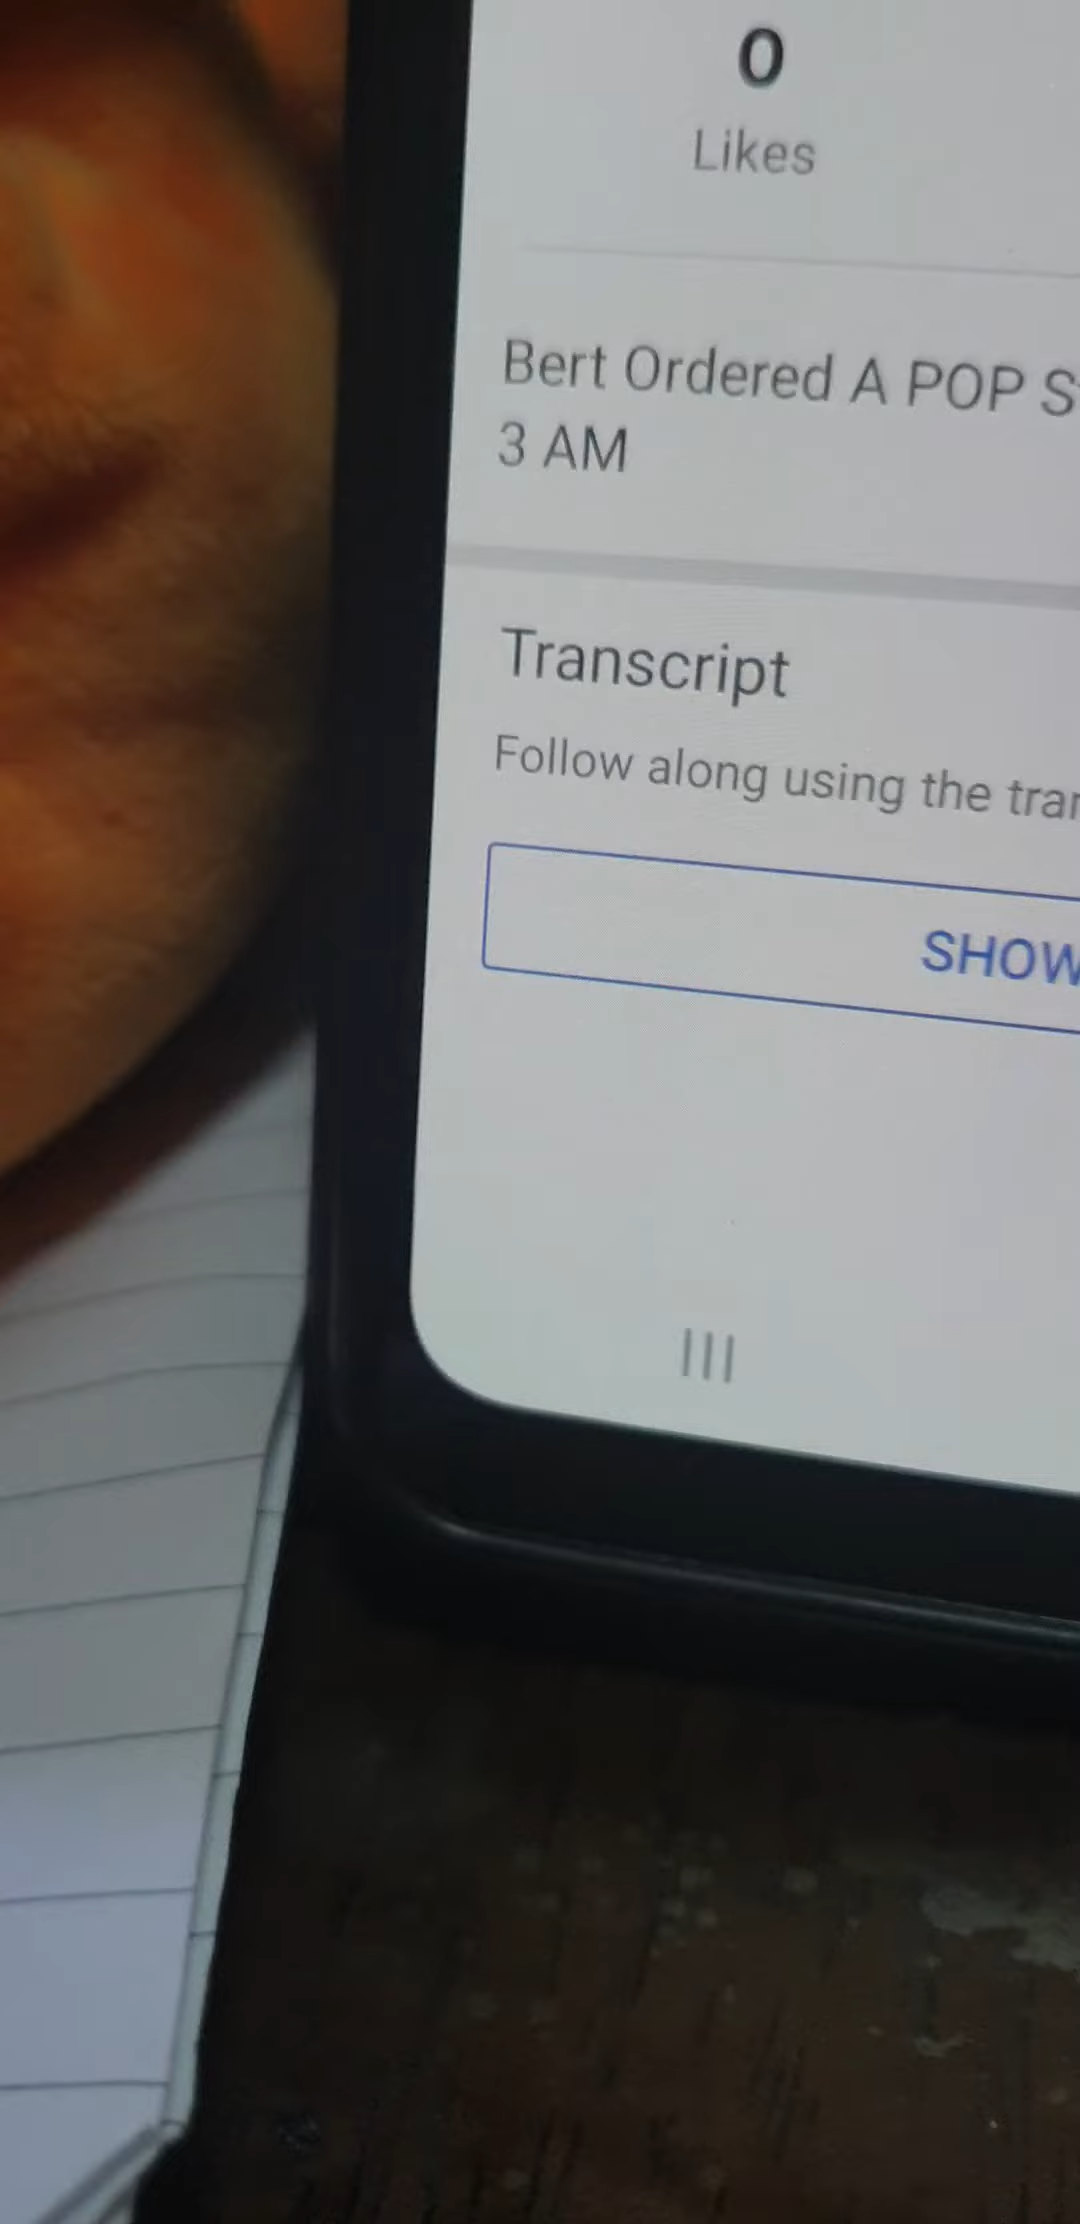 0
Likes
Bert Ordered A POP
3 AM
Transcript
Follow along using the
SHOW